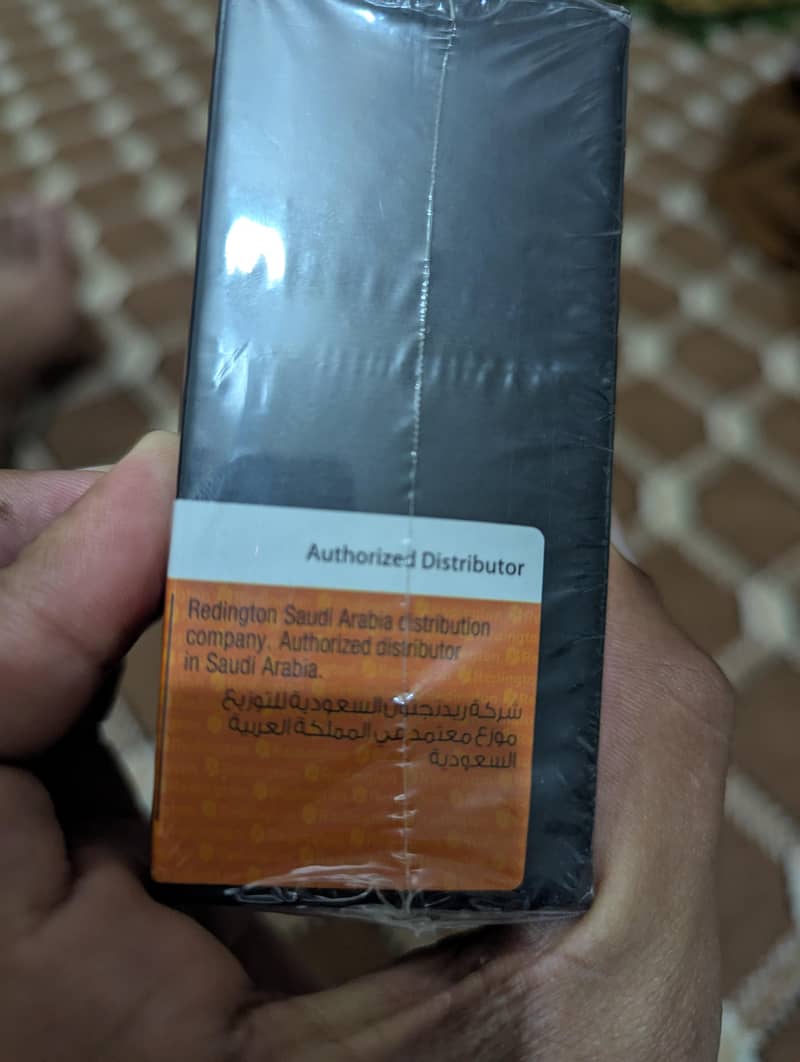 Authorized Distributor
Redington Saudi Arabia distribution
company. Authorized distributor
in Saudi Arabia.
شركة ريدنجتون السعودية للتوزيع
موزع معتمد في المملكة العربية
السعودية